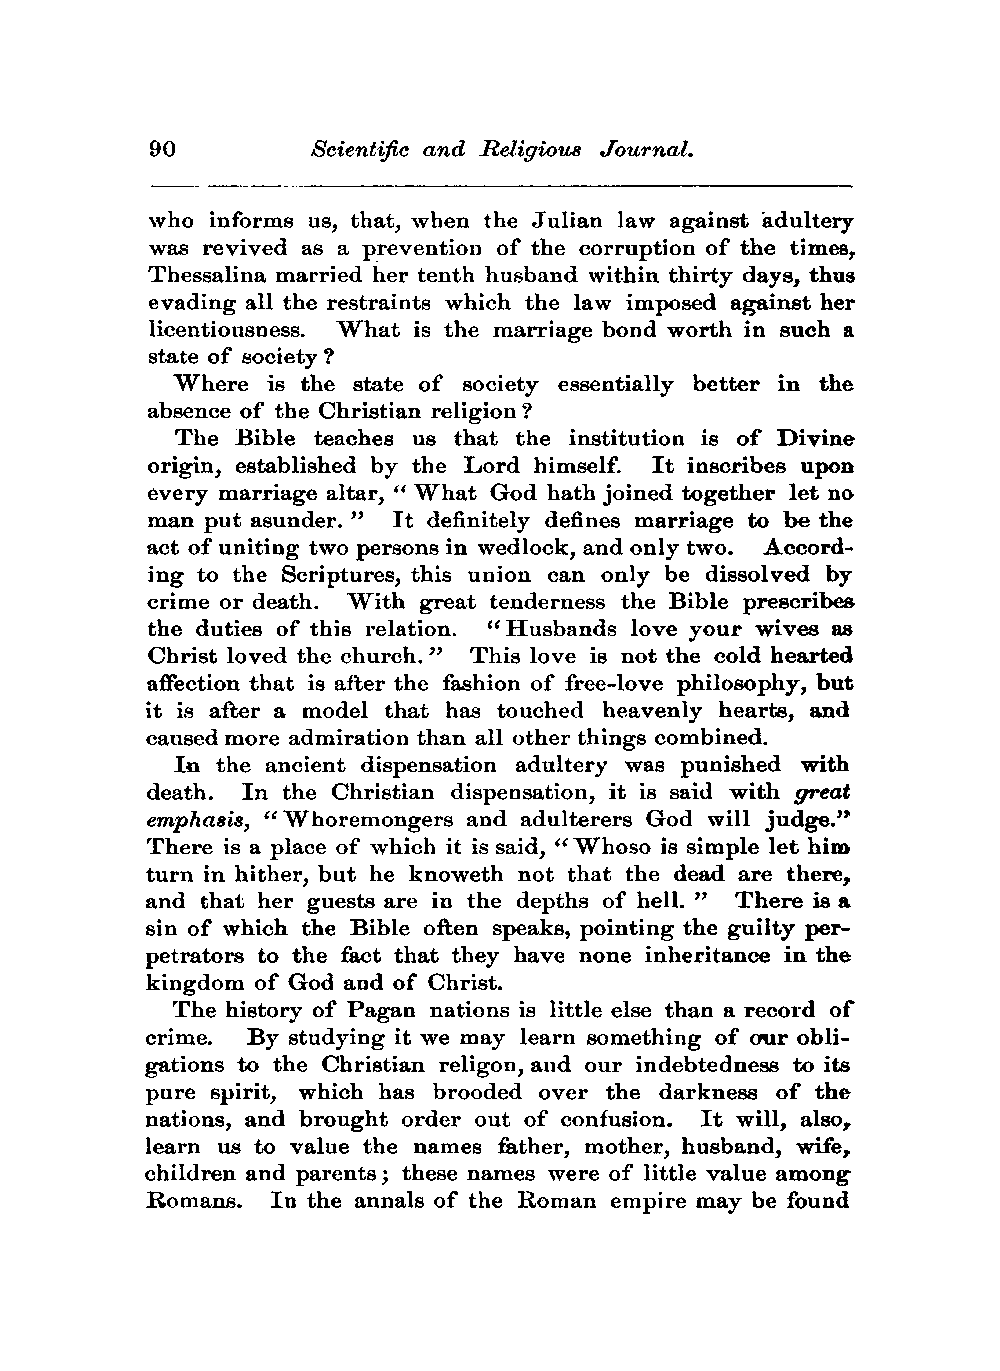 90 Scientific and Religious Journal.
who informs us, that, when the Julian law against adultery
was revived as a prevention of the corruption of the times,
Thessalina married her tenth husband within thirty days, thus
evading all the restraints which the law imposed against her
licentiousness. What is the marriage bond worth in such a
state of society ?
Where is the state of society essentially better in the
absence of the Christian religion ?
The Bible teaches us that the institution is of Divine
origin, established by the Lord himself. It inscribes upon
every marriage altar, “ What God hath joined together let no
man put asunder. ” It definitely defines marriage to be the
act of uniting two persons in wedlock, and only two. Accord-
ing to the Scriptures, this union can only be dissolved by
crime or death. With great tenderness the Bible prescribes
the duties of this relation. “ Husbands love your wives as
Christ loved the church. ” This love is not the cold hearted
affection that is after the fashion of free-love philosophy, but
it is after a model that has touched heavenly hearts, and
caused more admiration than all other things combined.
In the ancient dispensation adultery was punished with
death. In the Christian dispensation, it is said with great
emphasis, “ Whoremongers and adulterers God will judge.”
There is a place of which it is said, “ Whoso is simple let him
turn in hither, but he knoweth not that the dead are there,
and that her guests are in the depths of hell. ” There is a
sin of which the Bible often speaks, pointing the guilty per-
petrators to the fact that they have none inheritance in the
kingdom of God and of Christ.
The history of Pagan nations is little else than a record of
crime. By studying it we may learn something of our obli-
gations to the Christian religon, and our indebtedness to its
pure spirit, which has brooded over the darkness of the
nations, and brought order out of confusion. It will, also,
learn us to value the names father, mother, husband, wife,
children and parents; these names were of little value among
Romans. In the annals of the Roman empire may be found